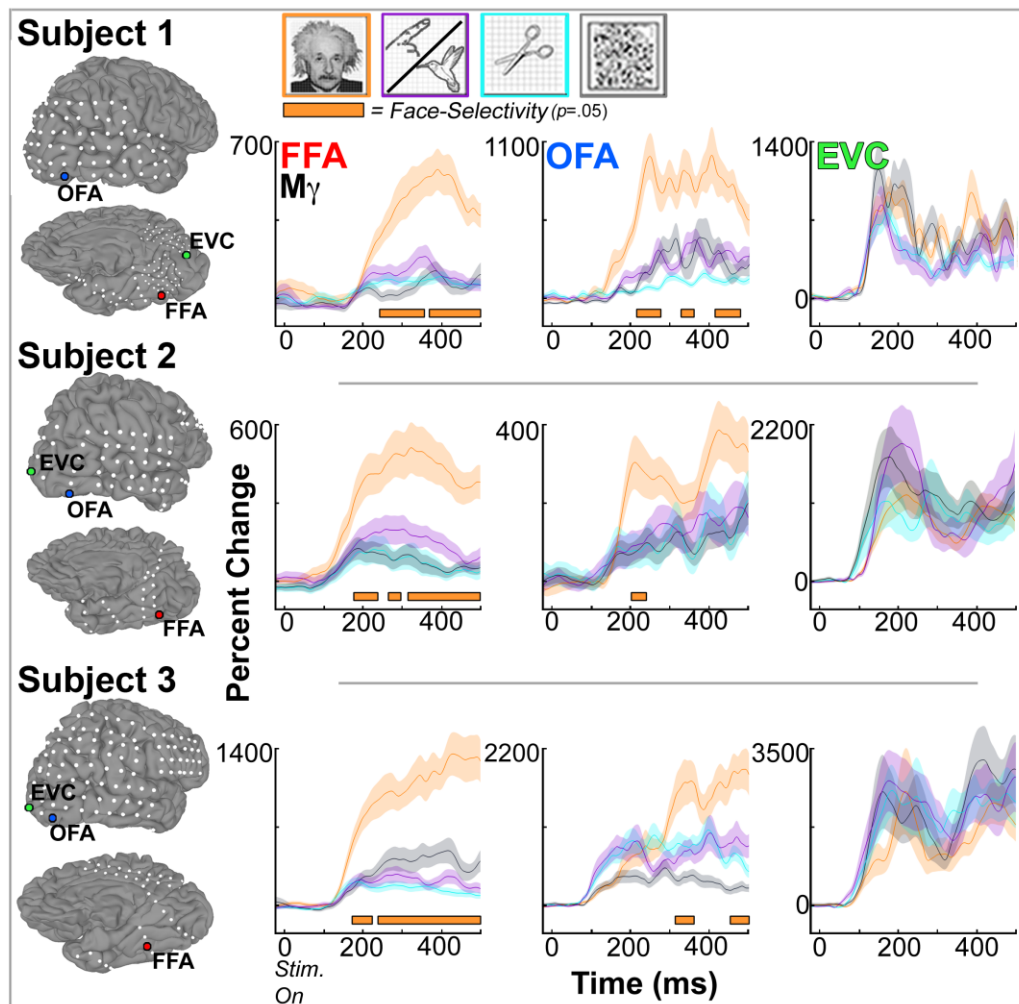 Subject 1
= Face-Selectivity (p=.05)
OFA
EVC
FFA
700
FFA
Mγ
0 200 400
1100
OFA
0 200 400
1400
EVC
0
0 200 400
Subject 2
EVC
OFA
FFA
Percent Change
600
0 200 400
400
0 200 400
2200
0
0 200 400
Subject 3
EVC
OFA
FFA
1400
0 200 400
2200
0 200 400
3500
0
0 200 400
Stim.
On
Time (ms)